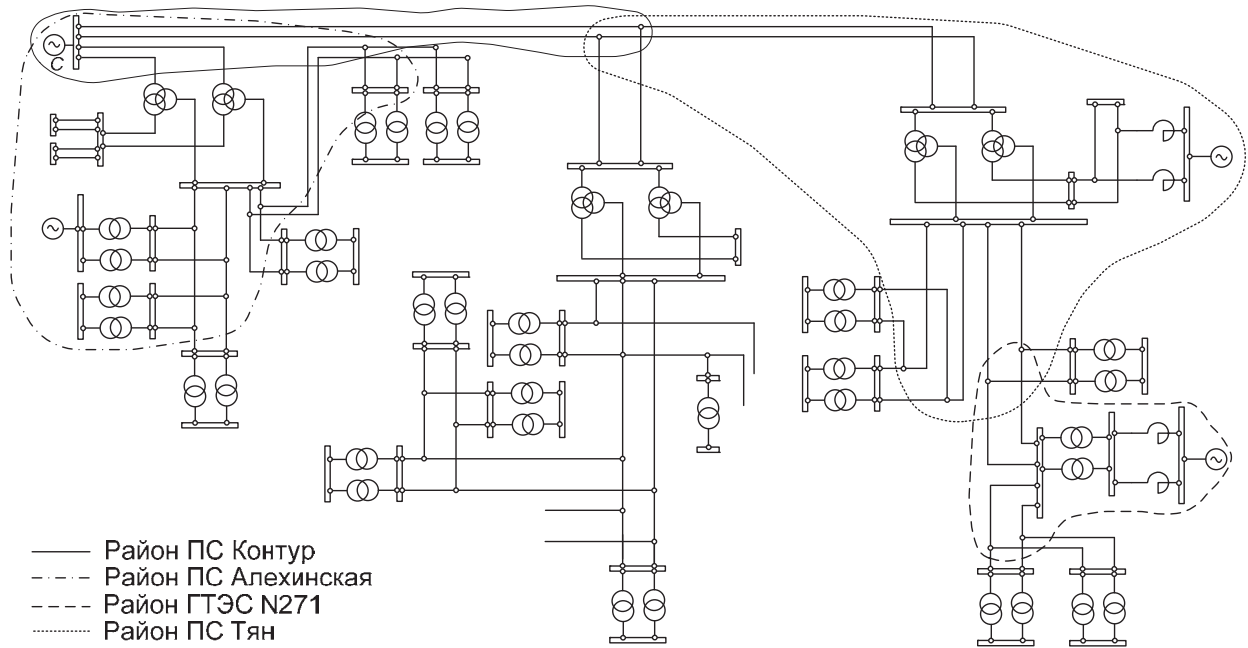 С
Район ПС Контур
Район ПС Алехинская
Район ГТЭС N271
Район ПС Тян